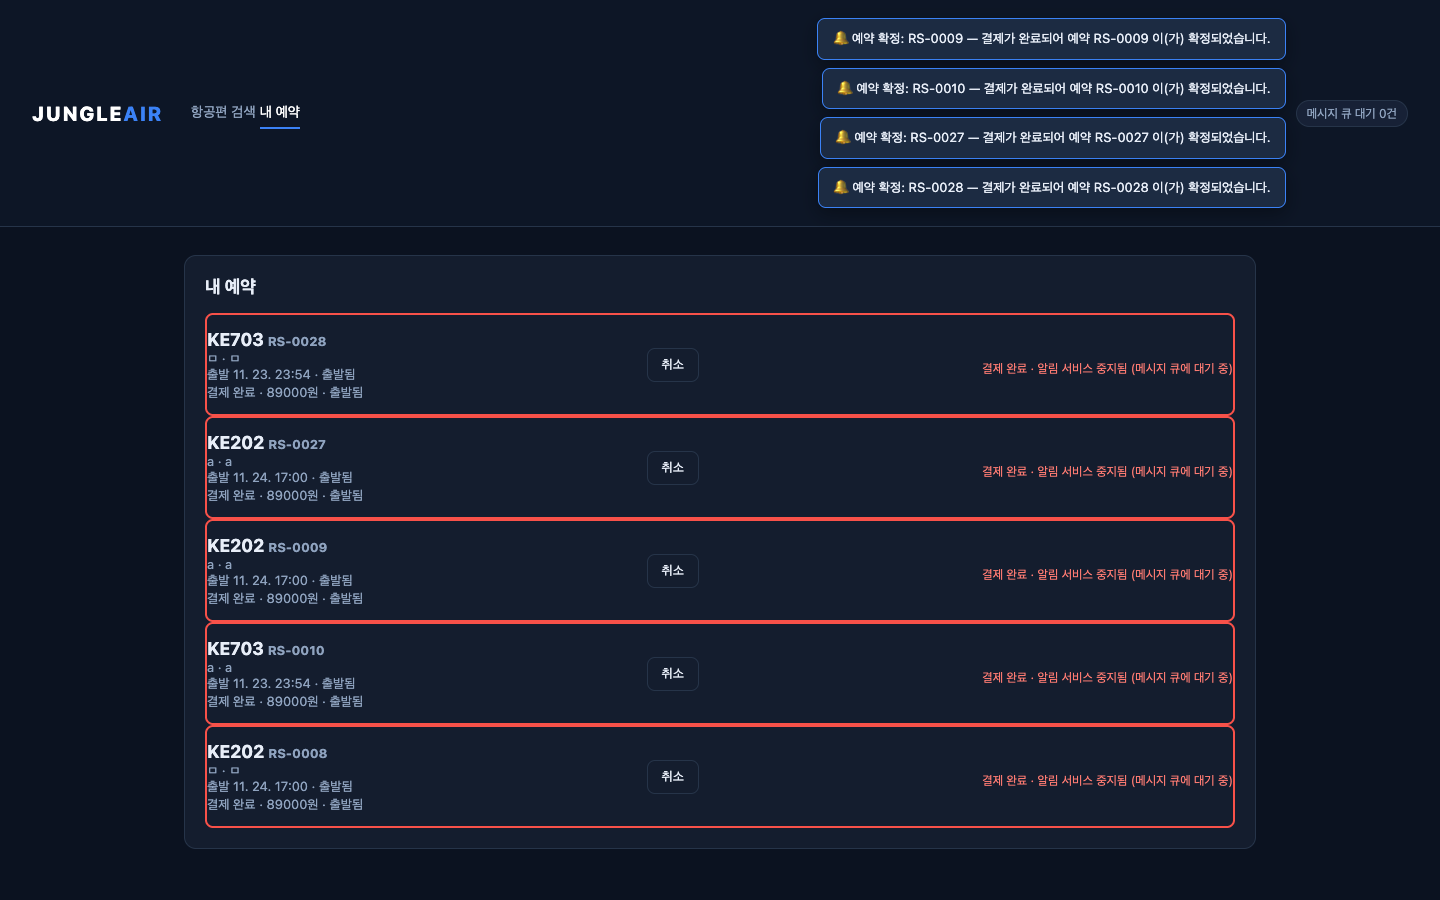 🔔 예약 확정: RS-0009 — 결제가 완료되어 예약 RS-0009 이(가) 확정되었습니다.
🔔 예약 확정: RS-0010 — 결제가 완료되어 예약 RS-0010 이(가) 확정되었습니다.
JUNGLEAIR 항공편 검색 내 예약
메시지 큐 대기 0건
🔔 예약 확정: RS-0027 — 결제가 완료되어 예약 RS-0027 이(가) 확정되었습니다.
🔔 예약 확정: RS-0028 — 결제가 완료되어 예약 RS-0028 이(가) 확정되었습니다.
내 예약
KE703 RS-0028
ㅁ · ㅁ
출발 11. 23. 23:54 · 출발됨
결제 완료 · 89000원 · 출발됨
취소
결제 완료 · 알림 서비스 중지됨 (메시지 큐에 대기 중)
KE202 RS-0027
a · a
출발 11. 24. 17:00 · 출발됨
결제 완료 · 89000원 · 출발됨
취소
결제 완료 · 알림 서비스 중지됨 (메시지 큐에 대기 중)
KE202 RS-0009
a · a
출발 11. 24. 17:00 · 출발됨
결제 완료 · 89000원 · 출발됨
취소
결제 완료 · 알림 서비스 중지됨 (메시지 큐에 대기 중)
KE703 RS-0010
a · a
출발 11. 23. 23:54 · 출발됨
결제 완료 · 89000원 · 출발됨
취소
결제 완료 · 알림 서비스 중지됨 (메시지 큐에 대기 중)
KE202 RS-0008
ㅁ · ㅁ
출발 11. 24. 17:00 · 출발됨
결제 완료 · 89000원 · 출발됨
취소
결제 완료 · 알림 서비스 중지됨 (메시지 큐에 대기 중)